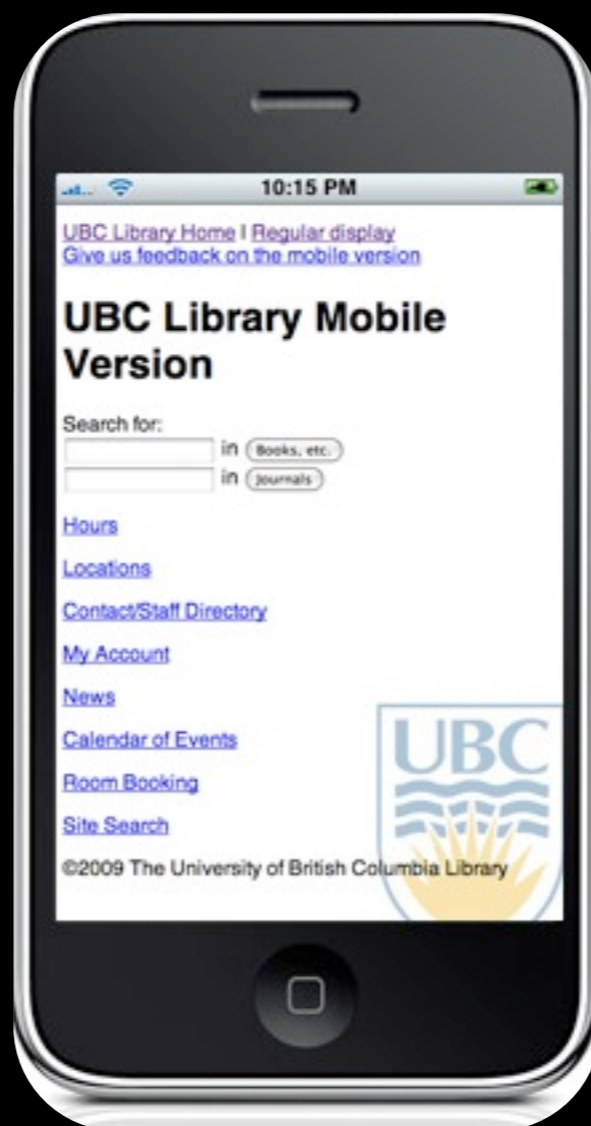 10:15 PM
UBC Library Home | Regular display
Give us feedback on the mobile version
UBC Library Mobile
Version
Search for:
in Books, etc.
in Journals
Hours
Locations
Contact/Staff Directory
My Account
News
Calendar of Events
Room Booking
Site Search
UBC
©2009 The University of British Columbia Library